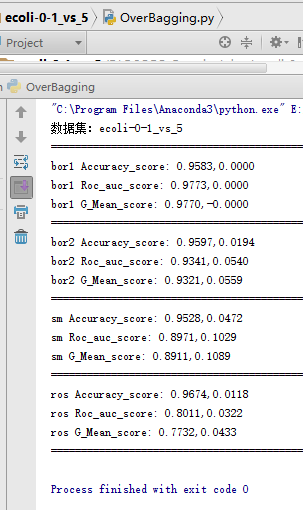 ecoli-0-1_vs_5 OverBagging.py
Project
OverBagging
"C:\Program Files\Anaconda3\python.exe" E:
数据集：ecoli-0-1_vs_5
bor1 Accuracy_score: 0.9583,0.0000
bor1 Roc_auc_score: 0.9773,0.0000
bor1 G_Mean_score: 0.9770,-0.0000
bor2 Accuracy_score: 0.9597,0.0194
bor2 Roc_auc_score: 0.9341,0.0540
bor2 G_Mean_score: 0.9321,0.0559
sm Accuracy_score: 0.9528,0.0472
sm Roc_auc_score: 0.8971,0.1029
sm G_Mean_score: 0.8911,0.1089
ros Accuracy_score: 0.9674,0.0118
ros Roc_auc_score: 0.8011,0.0322
ros G_Mean_score: 0.7732,0.0433
Process finished with exit code 0